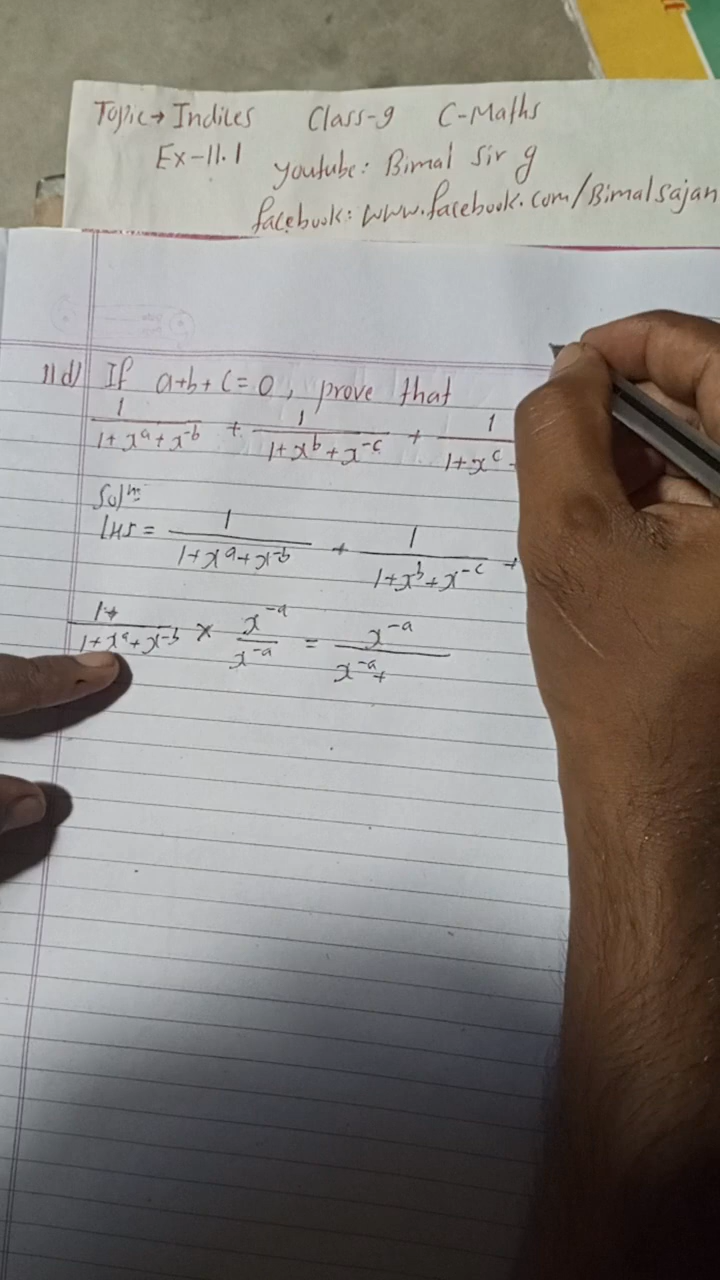 Topic → Indices Class-9 C-Maths
Ex-11.1 youtube: Bimal Sir g
facebook: www.facebook.com/Bimalsajan
11d) If a+b+c=0, prove that
1/(1+x^a+x^-b) + 1/(1+x^b+x^-c) + 1/(1+x^c
Sol^n:
LHS = 1/(1+x^a+x^-b) + 1/(1+x^b+x^-c) +
1/(1+x^a+x^-b) × x^-a/x^-a = x^-a/(x^-a+